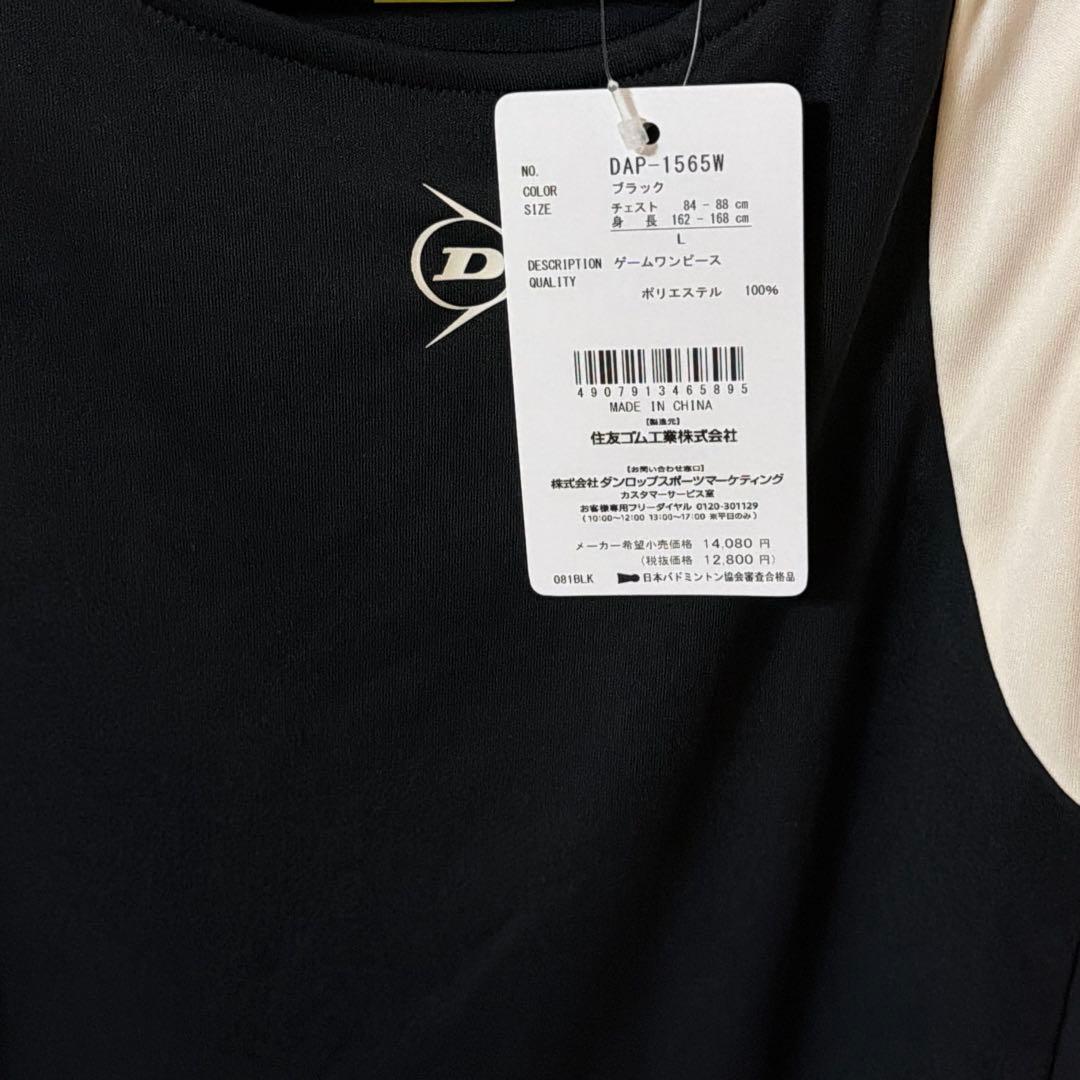 D
NO. DAP-1565W
COLOR ブラック
SIZE チェスト 84 - 88 cm
身 長 162 - 168 cm
L
DESCRIPTION ゲームワンピース
QUALITY
ポリエステル 100%
4907913465895
MADE IN CHINA
【製造元】
住友ゴム工業株式会社
【お問い合わせ窓口】
株式会社ダンロップスポーツマーケティング
カスタマーサービス室
お客様専用フリーダイヤル 0120-301129
(10:00~12:00 13:00~17:00 ※平日のみ)
メーカー希望小売価格 14,080 円
(税抜価格 12,800 円)
081BLK 日本バドミントン協会審査合格品